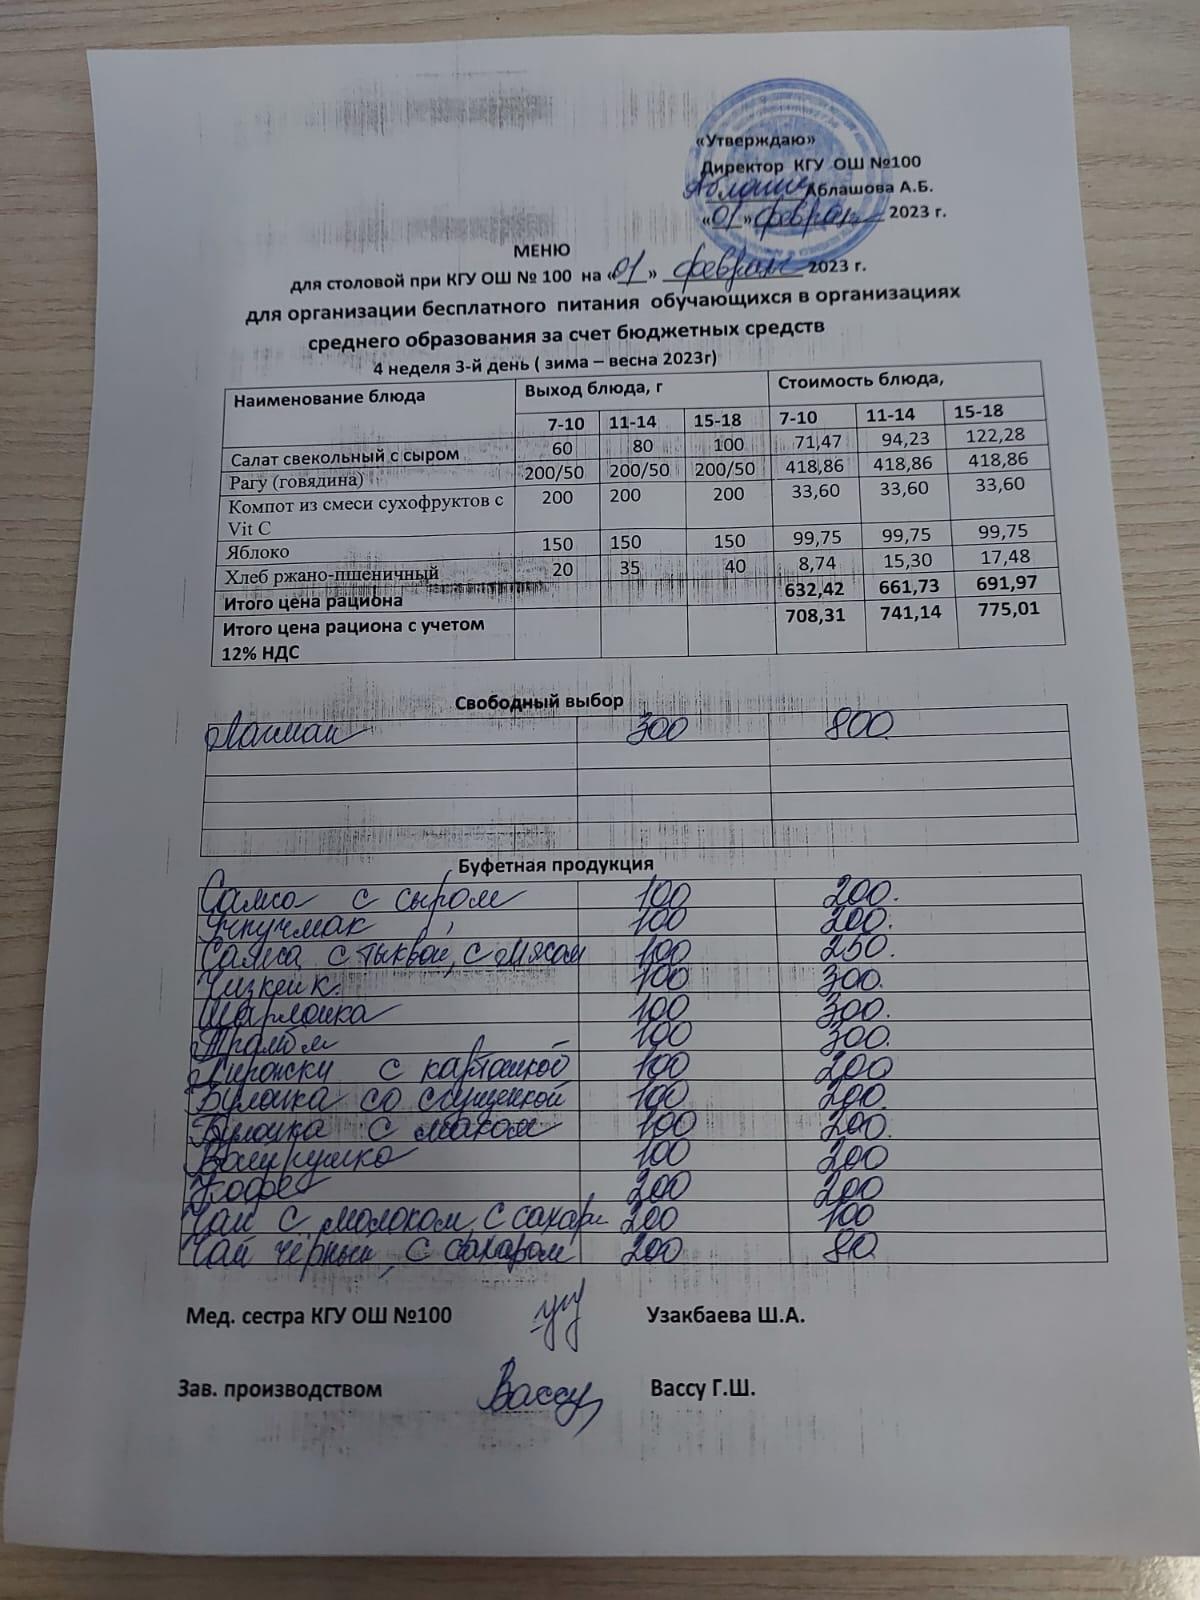 «Утверждаю»
Директор КГУ ОШ №100
Аблашова А.Б.
«01» феврал 2023 г.
МЕНЮ
для столовой при КГУ ОШ № 100 на «01» феврал 2023 г.
для организации бесплатного питания обучающихся в организациях
среднего образования за счет бюджетных средств
4 неделя 3-й день ( зима – весна 2023г)
Наименование блюда Выход блюда, г Стоимость блюда,
7-10 11-14 15-18 7-10 11-14 15-18
Салат свекольный с сыром 60 80 100 71,47 94,23 122,28
Рагу (говядина) 200/50 200/50 200/50 418,86 418,86 418,86
Компот из смеси сухофруктов с 200 200 200 33,60 33,60 33,60
Vit C
Яблоко 150 150 150 99,75 99,75 99,75
Хлеб ржано-пшеничный 20 35 40 8,74 15,30 17,48
Итого цена рациона 632,42 661,73 691,97
Итого цена рациона с учетом 708,31 741,14 775,01
12% НДС
Свободный выбор
Лагман 300 800
Буфетная продукция
Самса с сыром 100 200.
Учпучмак 100 200.
Самса с тыквой, с мясом 100 250.
Чизкейк. 100 300.
Шарлотка 100 300.
100 300.
Пирожки с картошкой 100 200
Булочка со сгущенкой 100 200.
Булочка с маком 100 200.
Ватрушка 100 200
Кофе 200 200
Чай с молоком, с сахаром 200 100
Чай чёрный, с сахаром 200 80
Мед. сестра КГУ ОШ №100 Узакбаева Ш.А.
Зав. производством Вассу Вассу Г.Ш.